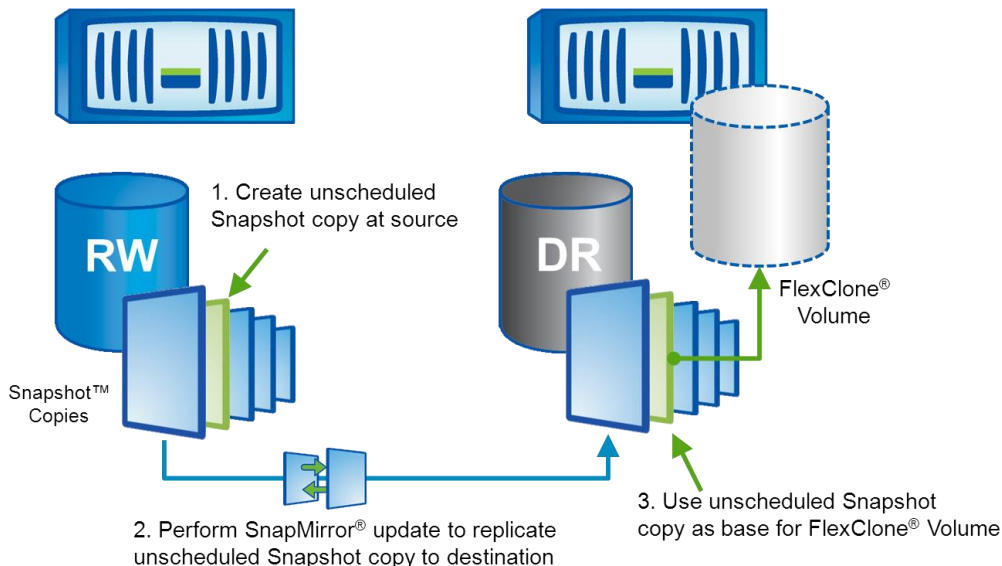 1. Create unscheduled
Snapshot copy at source
RW
DR
FlexClone®
Volume
Snapshot™
Copies
3. Use unscheduled Snapshot
copy as base for FlexClone® Volume
2. Perform SnapMirror® update to replicate
unscheduled Snapshot copy to destination